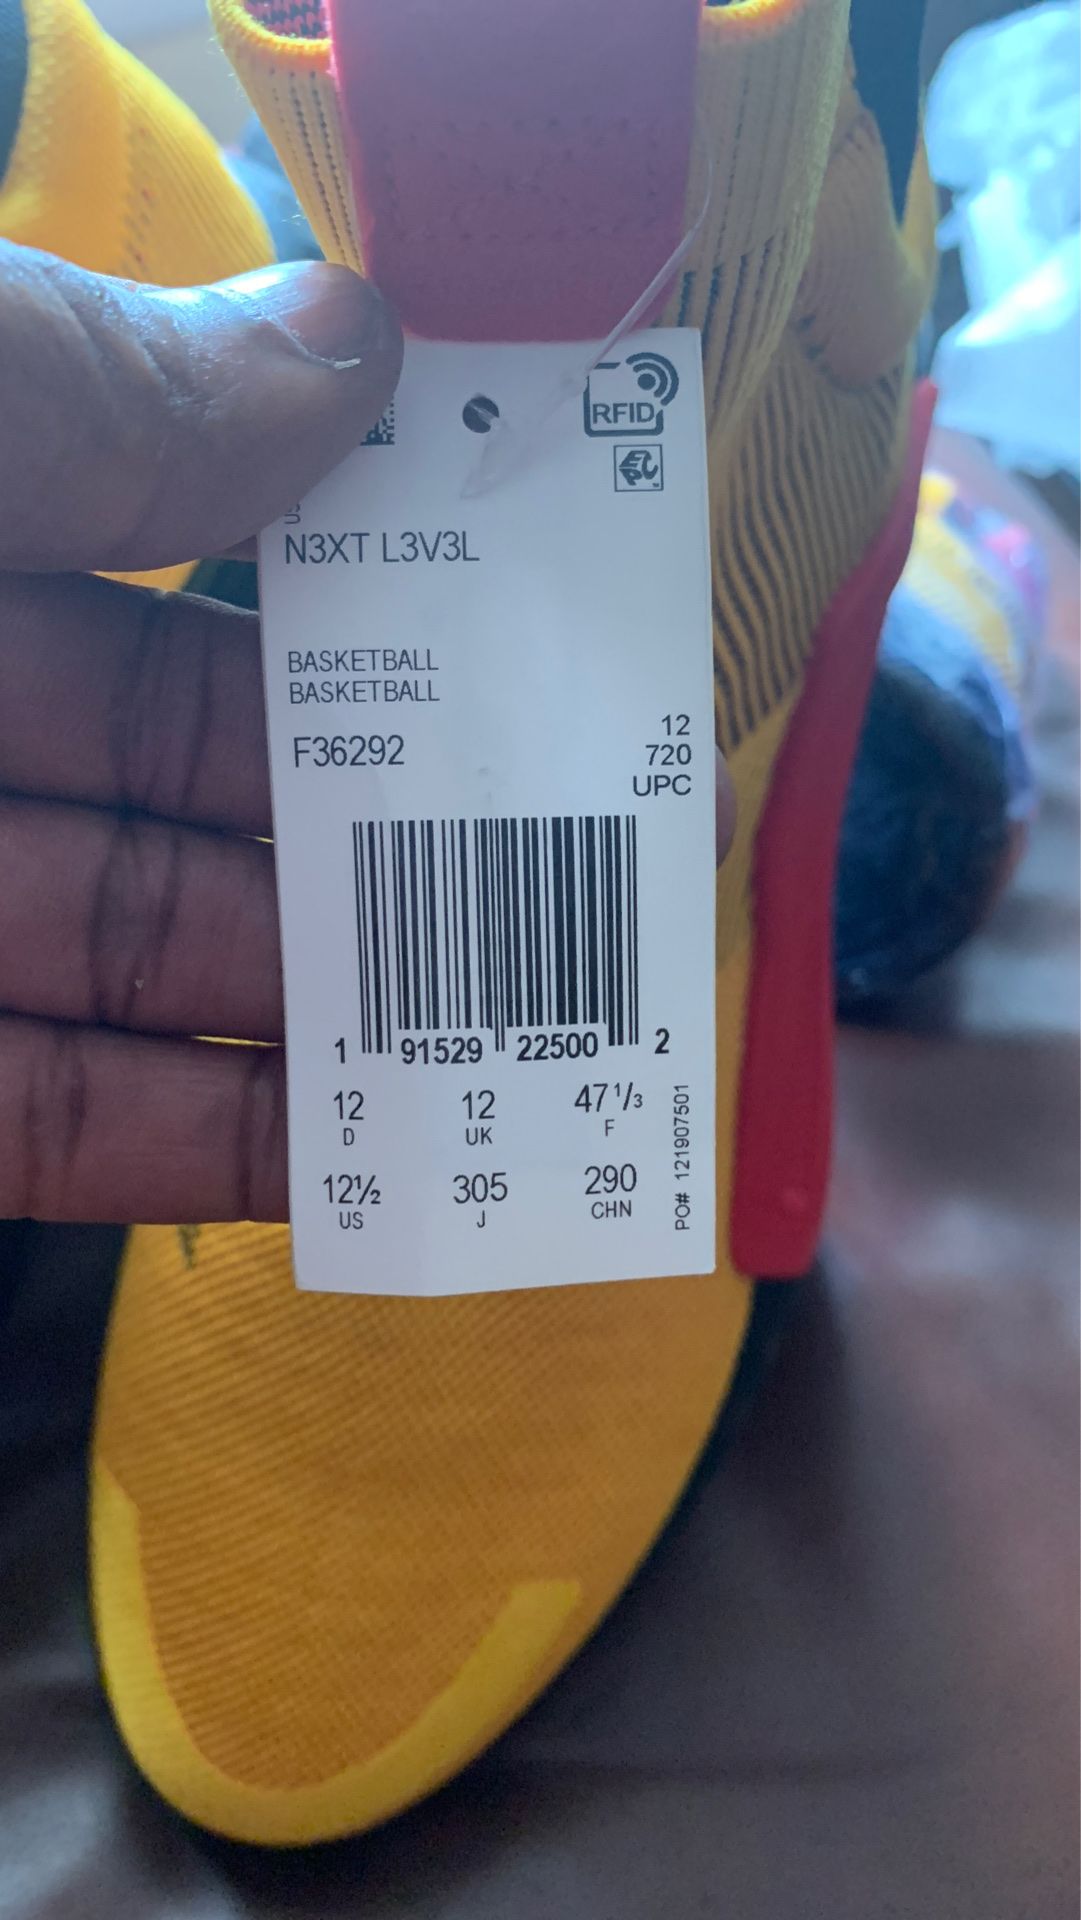 RFID
EPC
N3XT L3V3L
BASKETBALL
BASKETBALL
F36292
12
720
UPC
1 91529 22500 2
12 12 47 1/3
D UK F
12½ 305 290
US J CHN
PO# 121907501